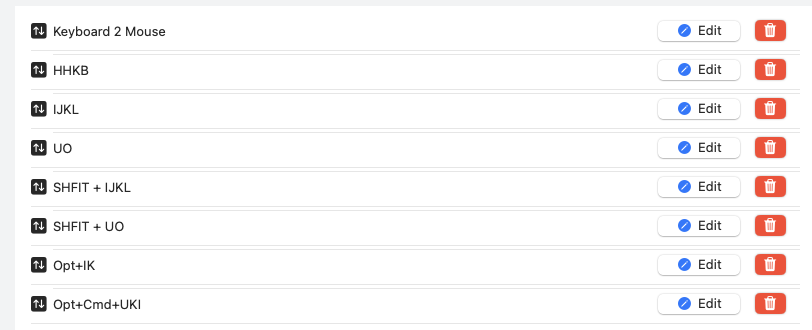 Keyboard 2 Mouse Edit
HHKB Edit
IJKL Edit
UO Edit
SHFIT + IJKL Edit
SHFIT + UO Edit
Opt+IK Edit
Opt+Cmd+UKI Edit